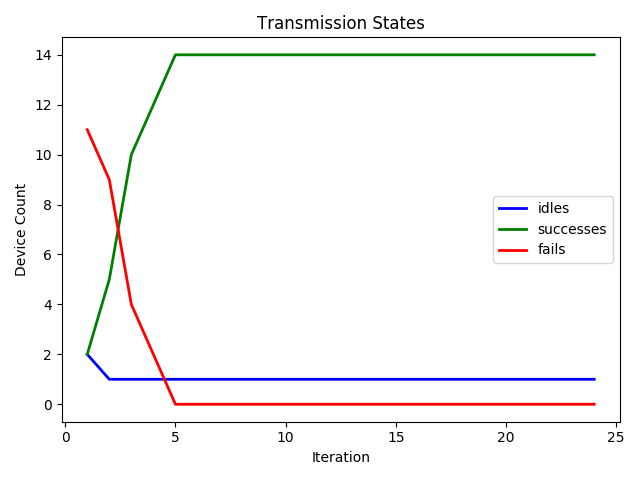 Transmission States
Device Count
14
12
10
8
6
4
2
0
idles
successes
fails
0 5 10 15 20 25
Iteration